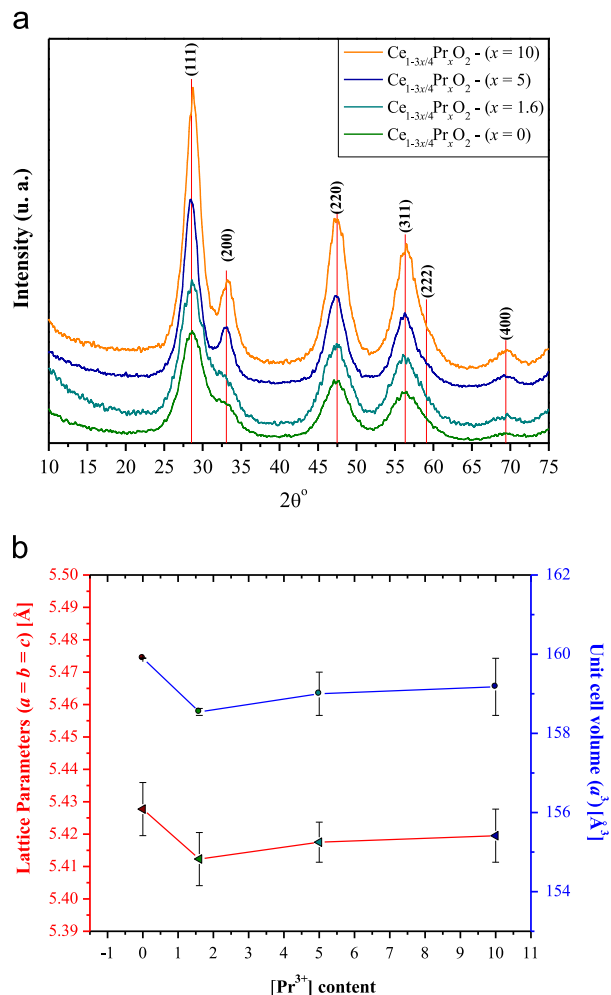 a
Ce1-3x/4PrxO2 - (x = 10)
Ce1-3x/4PrxO2 - (x = 5)
Ce1-3x/4PrxO2 - (x = 1.6)
Ce1-3x/4PrxO2 - (x = 0)
(111)
(200)
(220)
(311)
(222)
(400)
Intensity (u. a.)
10 15 20 25 30 35 40 45 50 55 60 65 70 75
2θ°
b
5.50
5.49
5.48
5.47
5.46
5.45
5.44
5.43
5.42
5.41
5.40
5.39
Lattice Parameters (a = b = c) [Å]
162
160
158
156
154
Unit cell volume (a³) [Å³]
-1 0 1 2 3 4 5 6 7 8 9 10 11
[Pr³⁺] content